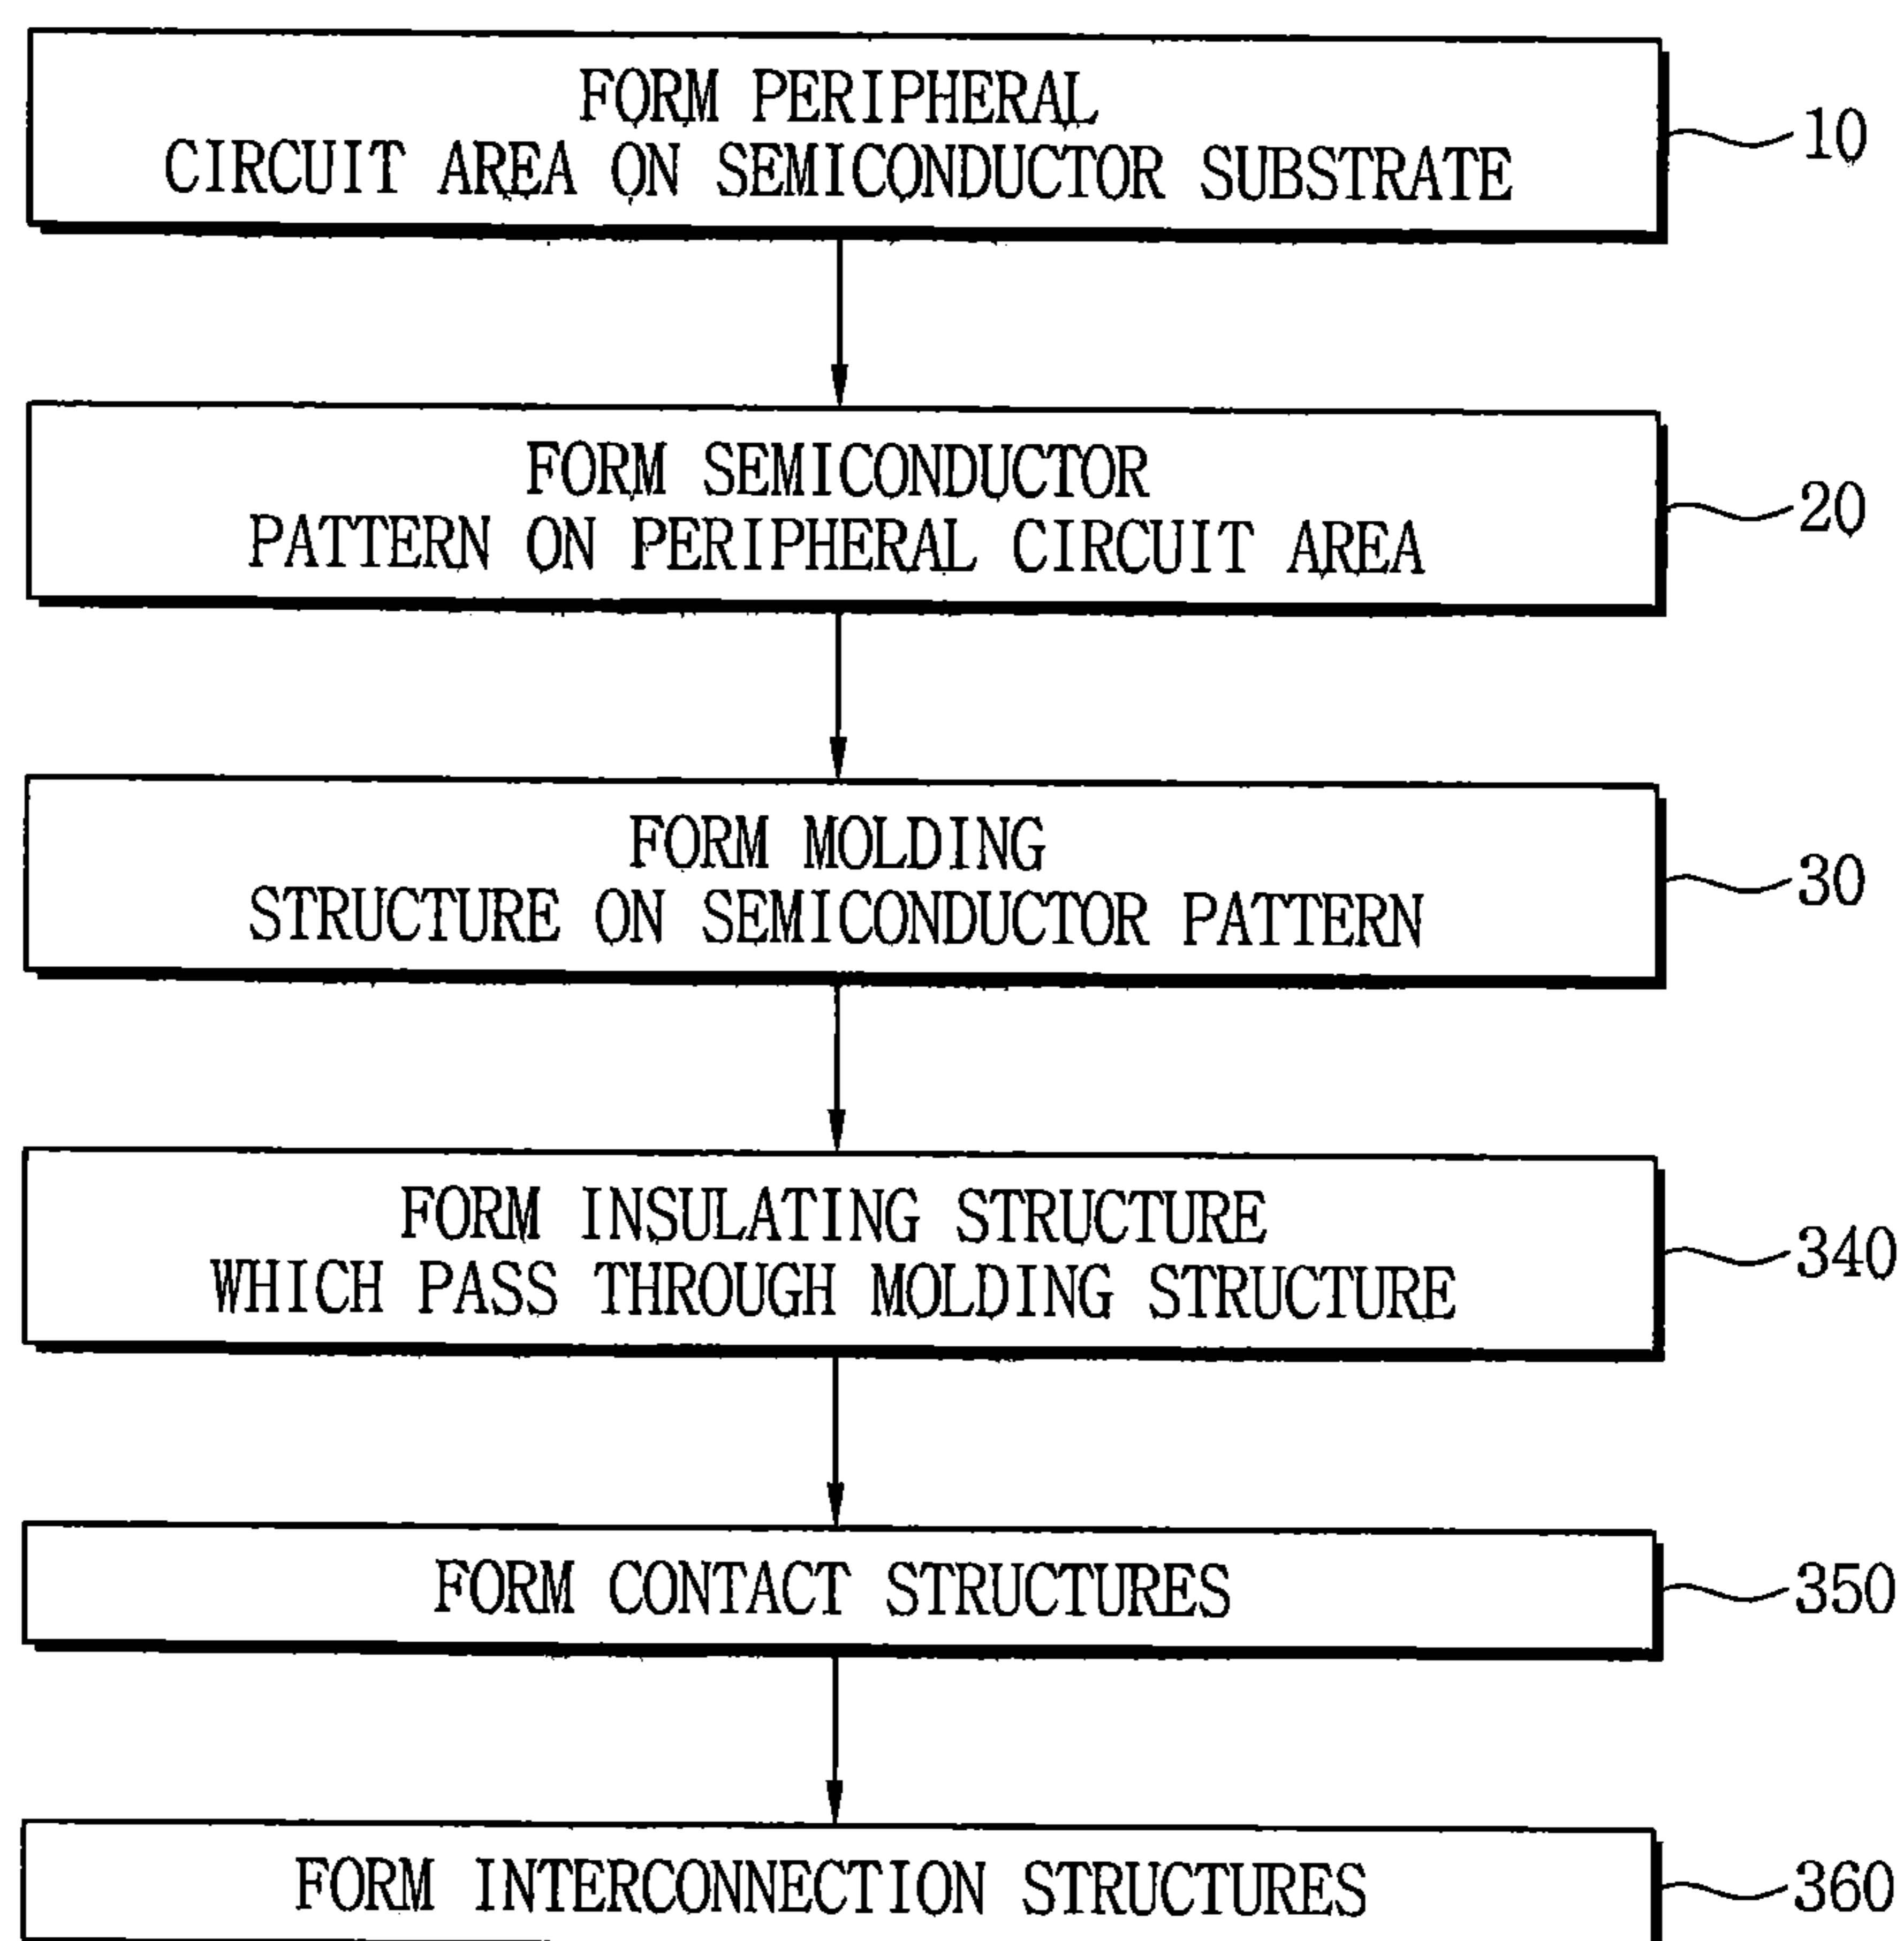 FORM PERIPHERAL
CIRCUIT AREA ON SEMICONDUCTOR SUBSTRATE
10
FORM SEMICONDUCTOR
PATTERN ON PERIPHERAL CIRCUIT AREA
20
FORM MOLDING
STRUCTURE ON SEMICONDUCTOR PATTERN
30
FORM INSULATING STRUCTURE
WHICH PASS THROUGH MOLDING STRUCTURE
340
FORM CONTACT STRUCTURES
350
FORM INTERCONNECTION STRUCTURES
360